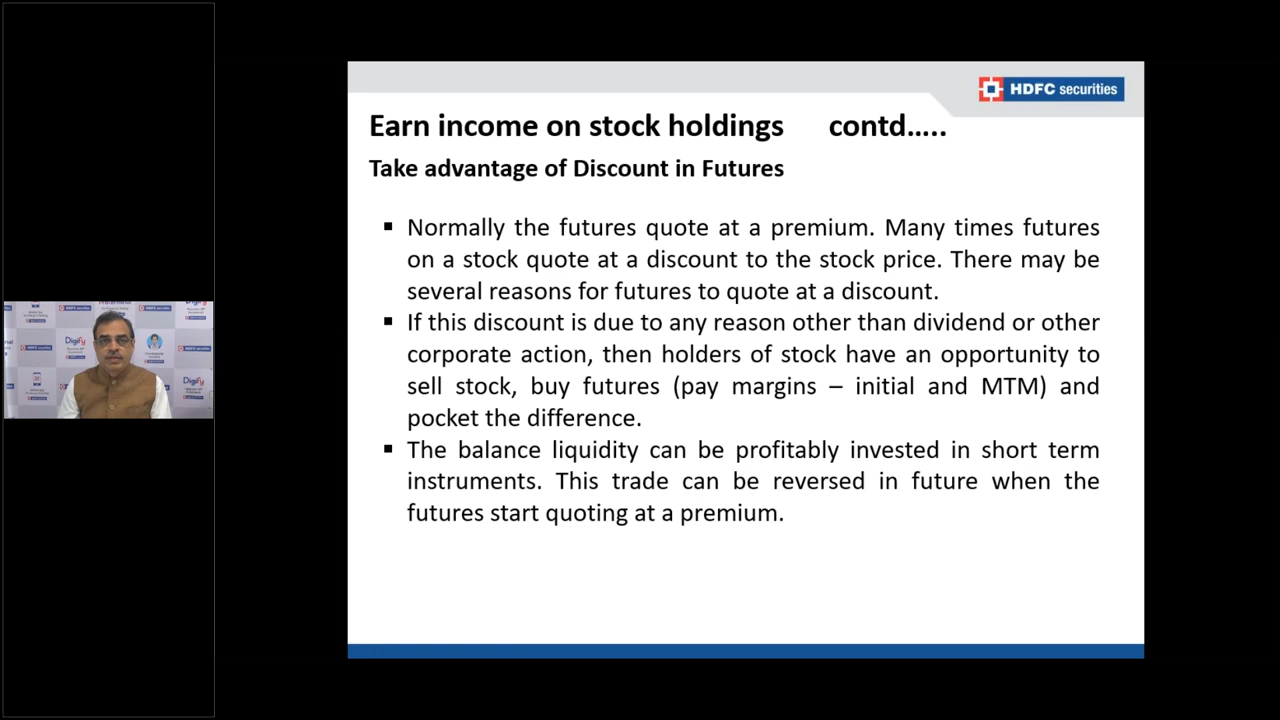 HDFC securities
Earn income on stock holdings contd…..
Take advantage of Discount in Futures
▪ Normally the futures quote at a premium. Many times futures
on a stock quote at a discount to the stock price. There may be
several reasons for futures to quote at a discount.
▪ If this discount is due to any reason other than dividend or other
corporate action, then holders of stock have an opportunity to
sell stock, buy futures (pay margins – initial and MTM) and
pocket the difference.
▪ The balance liquidity can be profitably invested in short term
instruments. This trade can be reversed in future when the
futures start quoting at a premium.
HDFC securities
Digify
Digify